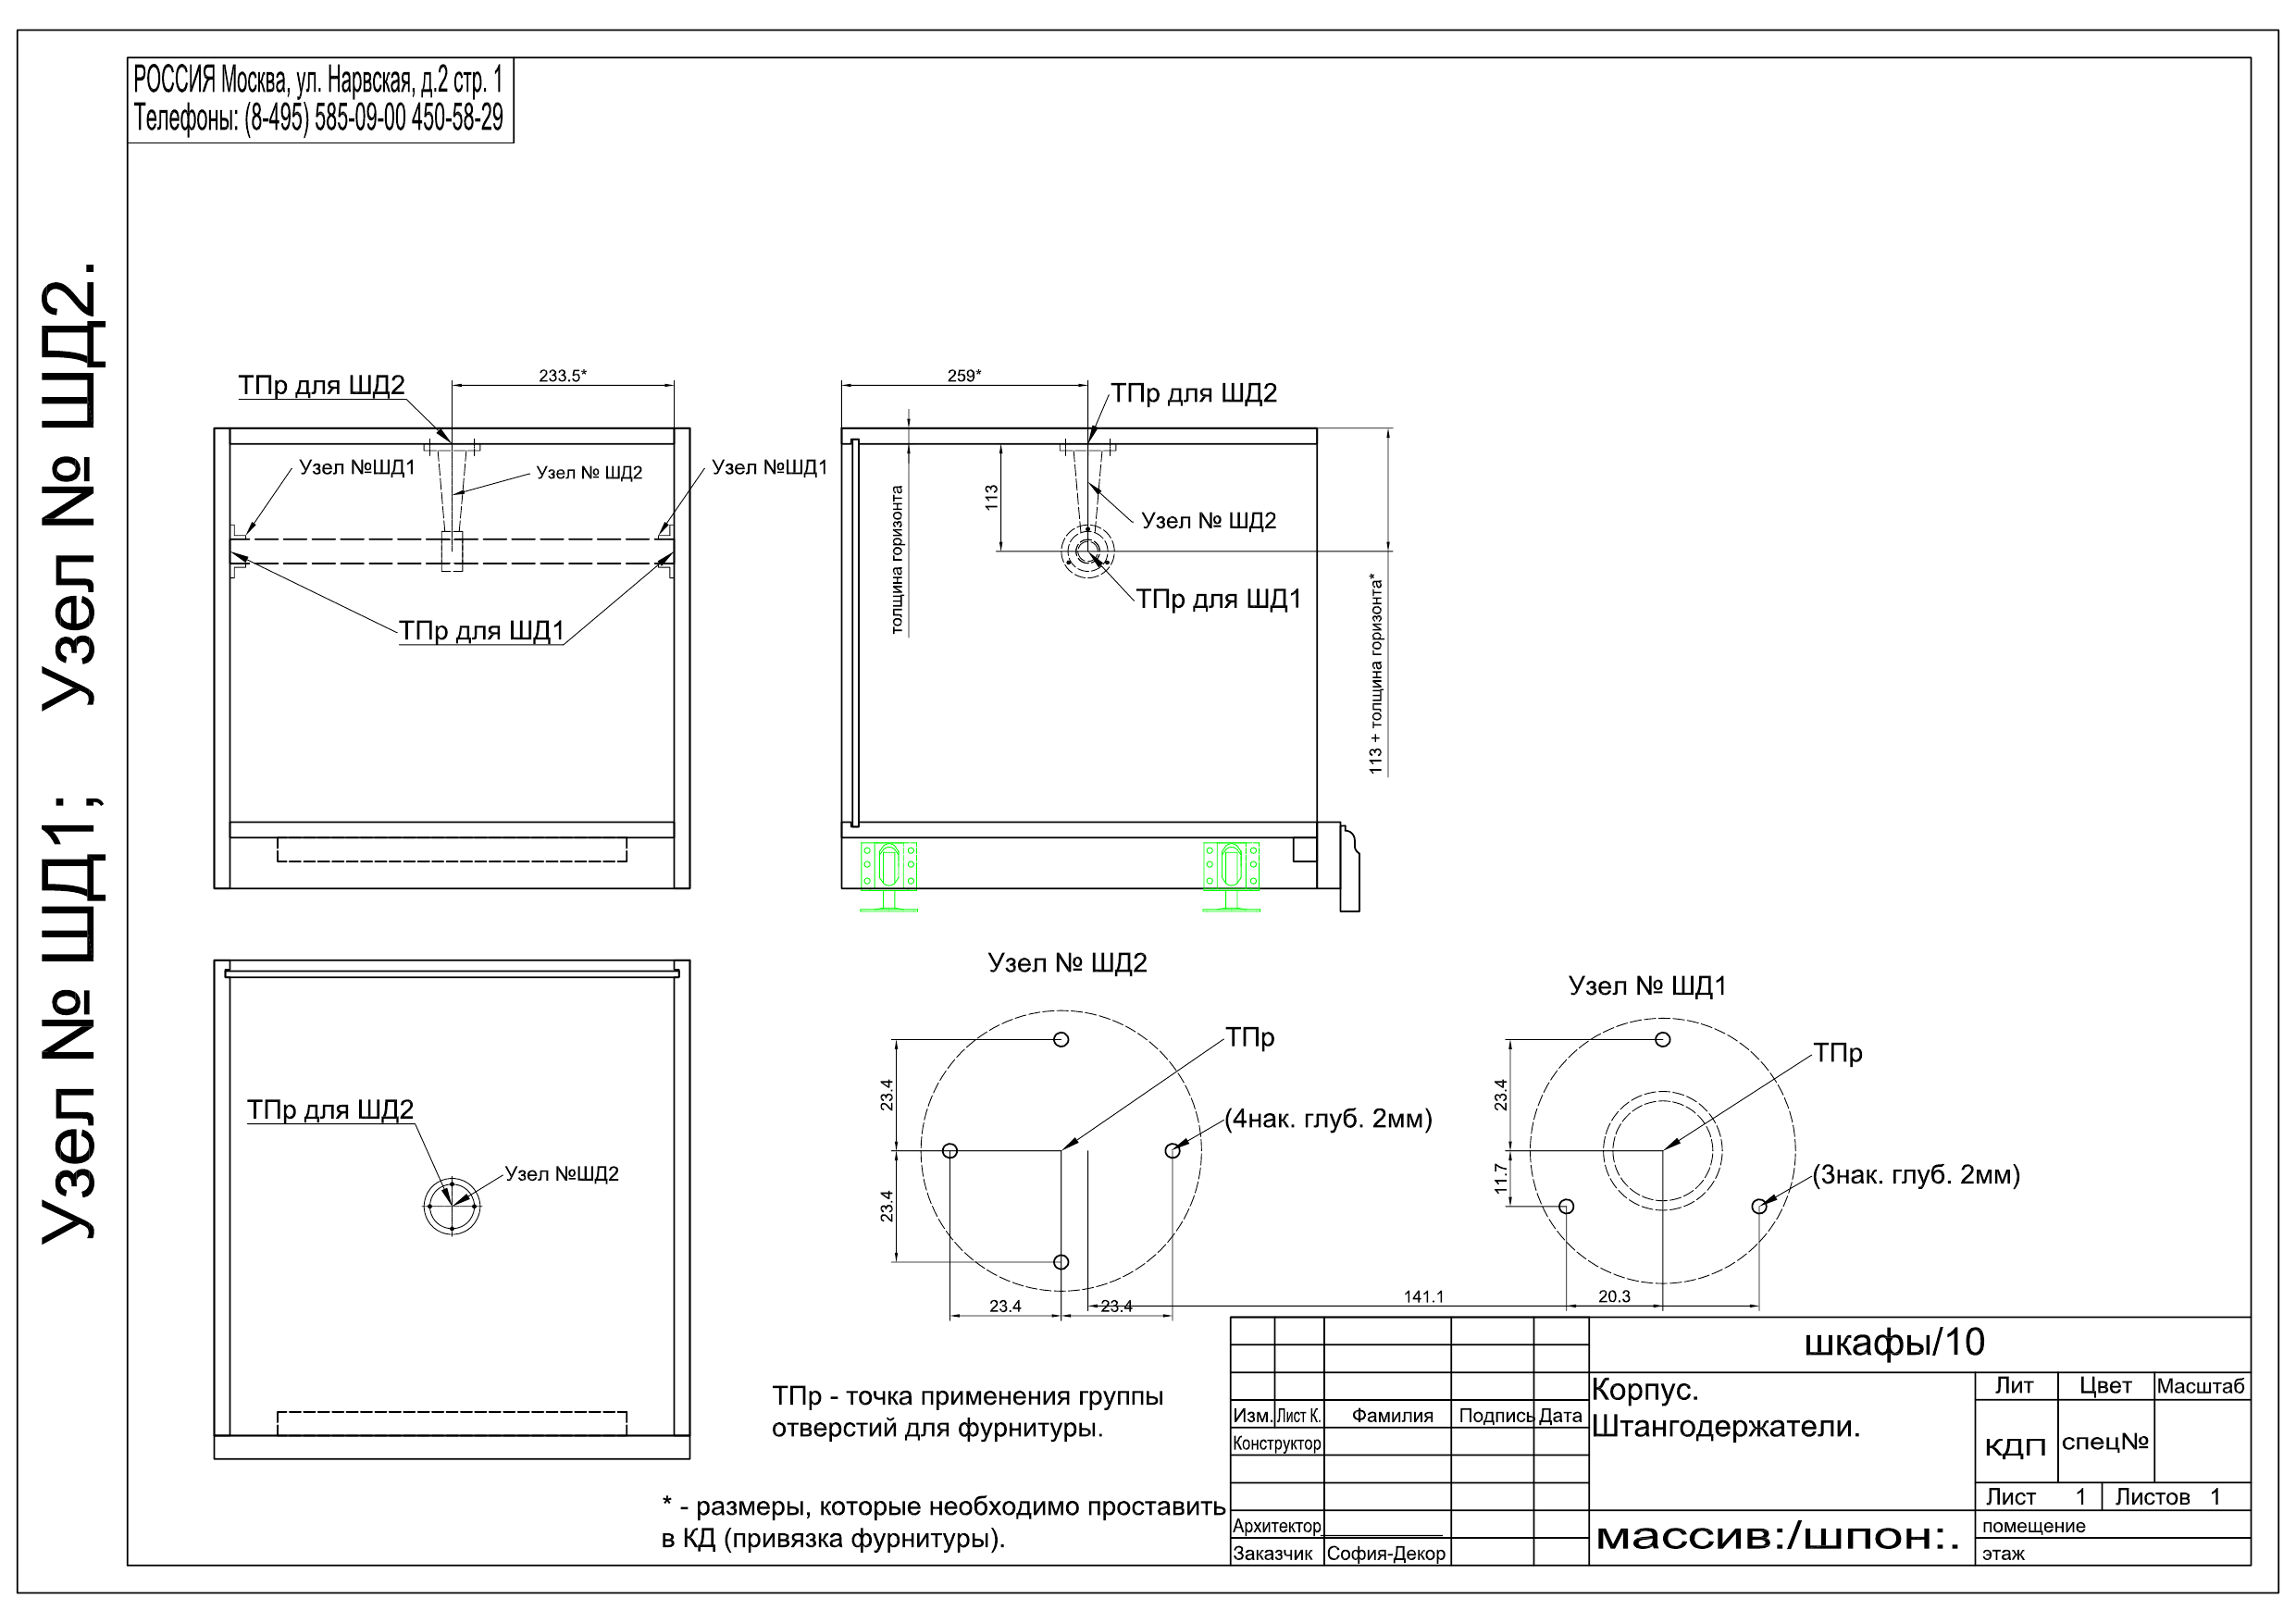 РОССИЯ Москва, ул. Нарвская, д.2 стр. 1
Телефоны: (8-495) 585-09-00 450-58-29
Узел № ШД1; Узел № ШД2.
ТПр для ШД2
233.5*
Узел №ШД1
Узел № ШД2
Узел №ШД1
ТПр для ШД1
259*
ТПр для ШД2
толщина горизонта
113
Узел № ШД2
ТПр для ШД1
113 + толщина горизонта*
ТПр для ШД2
Узел №ШД2
Узел № ШД2
ТПр
23.4
(4нак. глуб. 2мм)
23.4
23.4
23.4
141.1
Узел № ШД1
ТПр
23.4
11.7
(3нак. глуб. 2мм)
20.3
ТПр - точка применения группы
отверстий для фурнитуры.
* - размеры, которые необходимо проставить
в КД (привязка фурнитуры).
шкафы/10
Корпус.
Штангодержатели.
Лит Цвет Масштаб
кдп спец№
Изм. Лист К. Фамилия Подпись Дата
Конструктор
Лист 1 Листов 1
Архитектор
массив:/шпон:.
помещение
Заказчик София-Декор
этаж